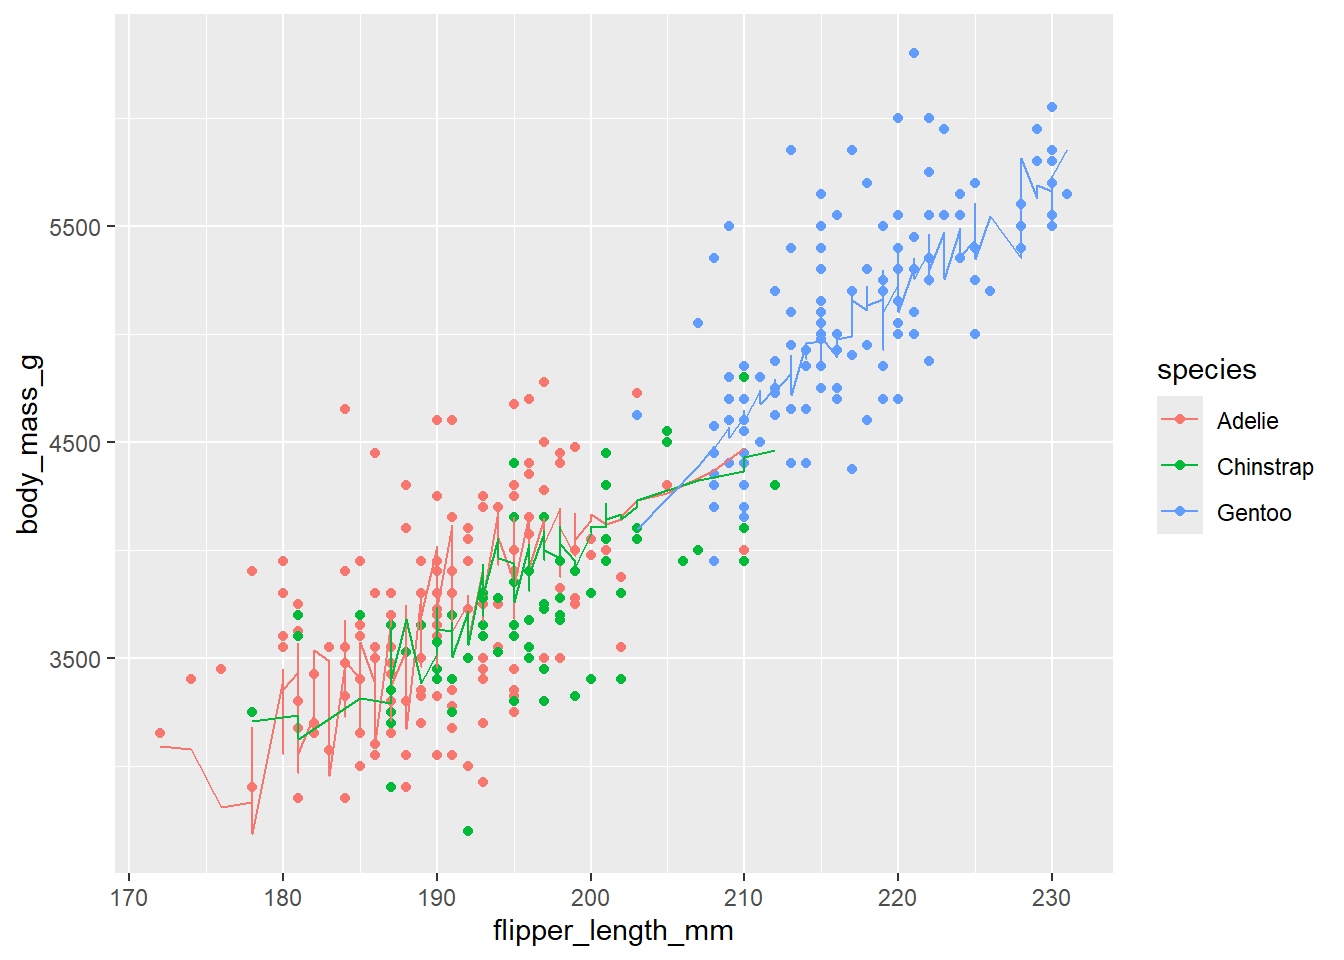 body_mass_g
5500
4500
3500
170 180 190 200 210 220 230
flipper_length_mm
species
Adelie
Chinstrap
Gentoo